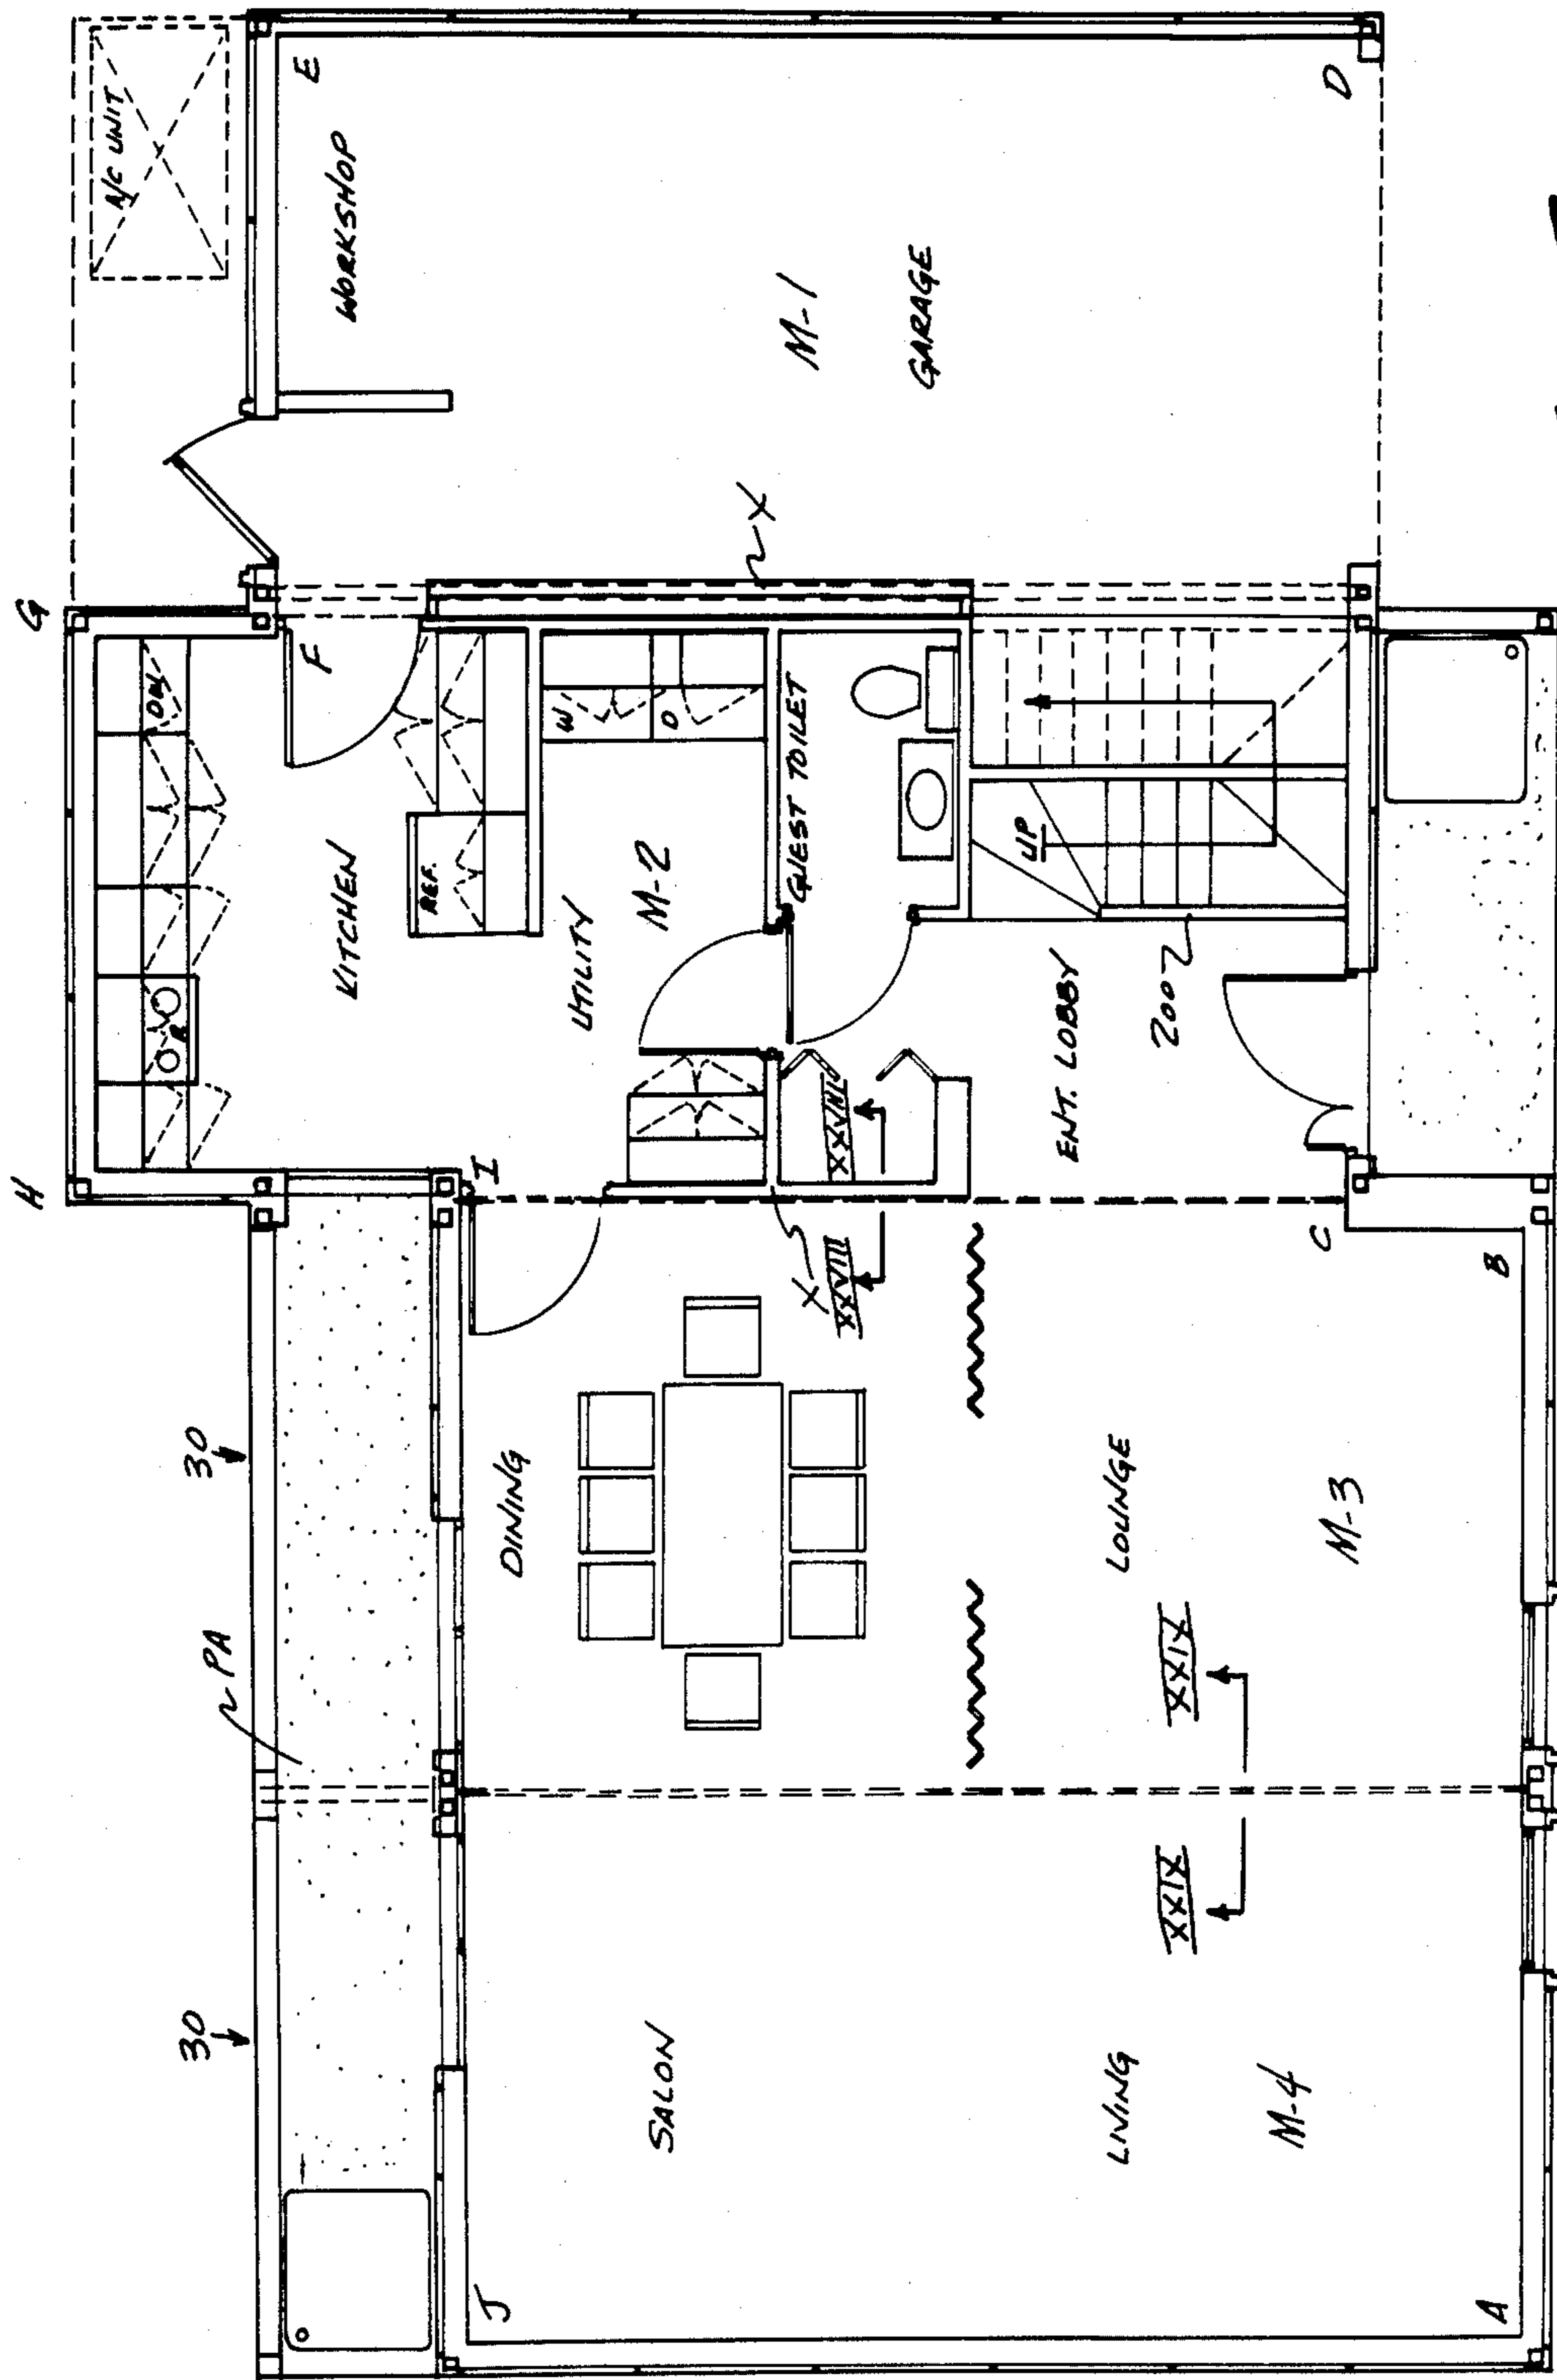 H
G
A/C UNIT
E
WORKSHOP
30
30
PA
DW
F
KITCHEN
REF.
R
W
D
I
J
DINING
UTILITY
M-2
GUEST TOILET
M-1
X
GARAGE
SALON
X
XXVIII
XXVIII
UP
ENT. LOBBY
LIVING
LOUNGE
XXIX
XXIX
200
M-4
M-3
C
D
A
B